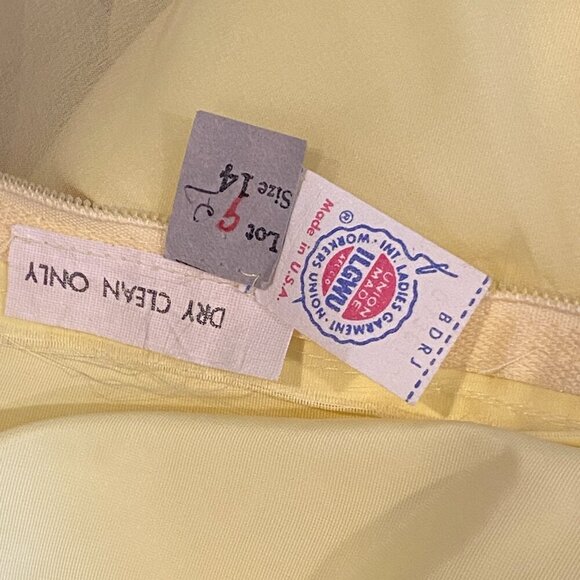 Lot 9
Size 14
DRY CLEAN ONLY
INT'L LADIES GARMENT WORKERS UNION
UNION
MADE
AFL-CIO
ILGWU
®
Made in U.S.A.
BDRJ